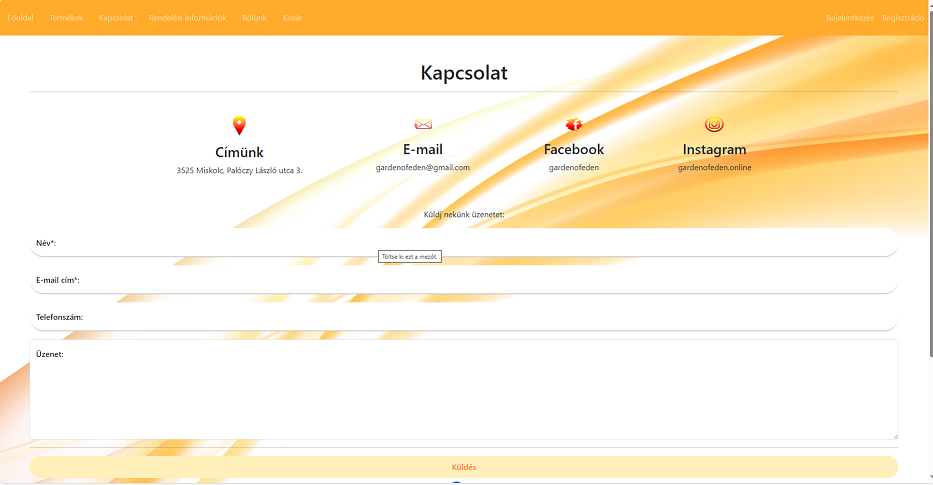 Főoldal Termékek Kapcsolat Rendelési információk Rólunk Kosár Bejelentkezés Regisztráció
Kapcsolat
Címünk E-mail Facebook Instagram
3525 Miskolc, Palóczy László utca 3. gardenofeden@gmail.com gardenofeden gardenofeden.online
Küldj nekünk üzenetet:
Név*:
Töltse ki ezt a mezőt.
E-mail cím*:
Telefonszám:
Üzenet:
Küldés